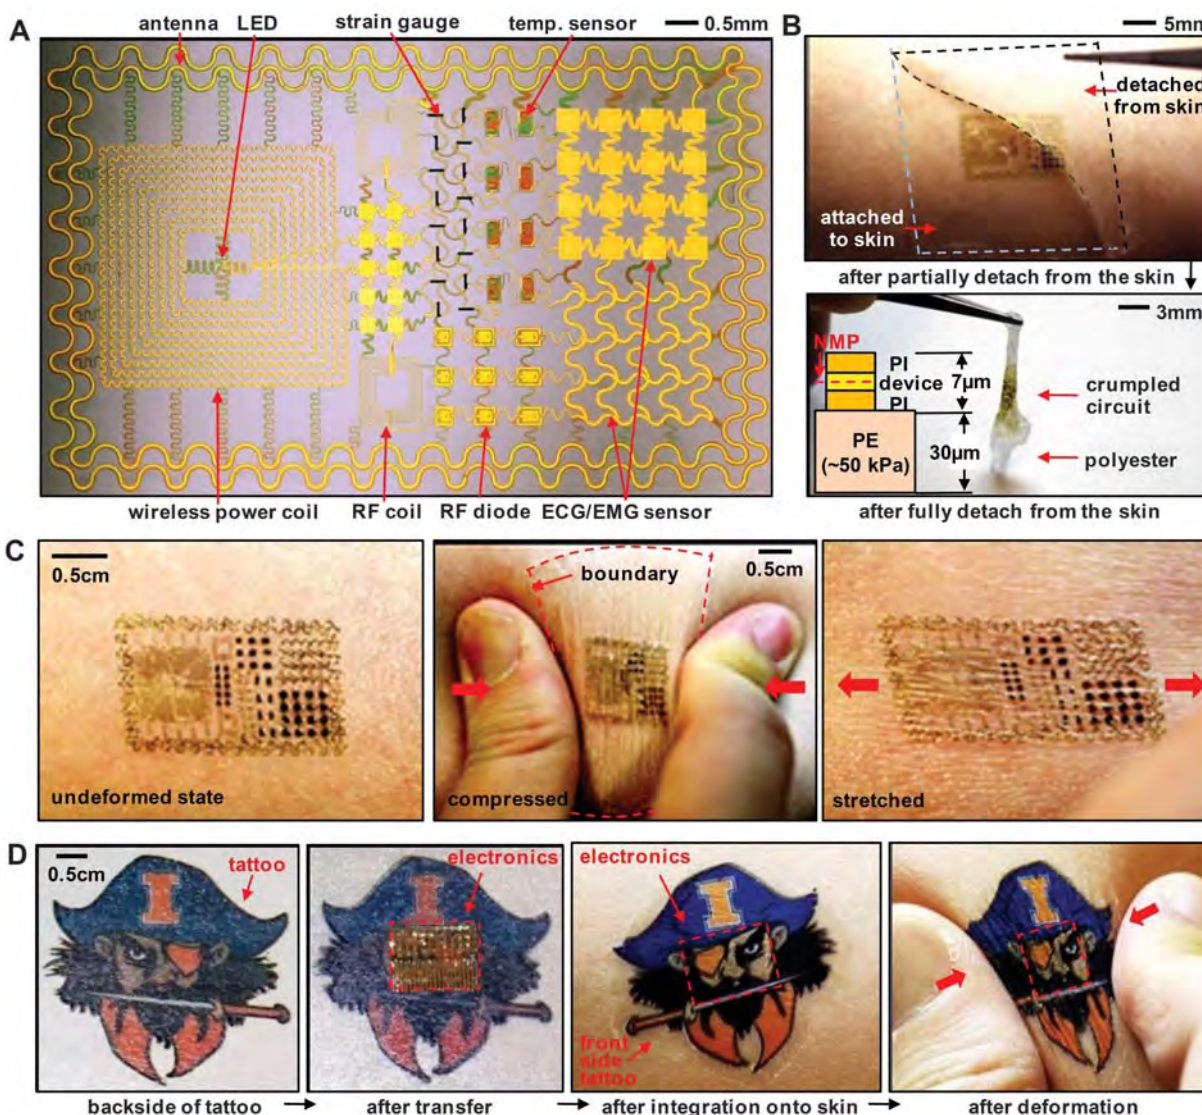 A
antenna
LED
strain gauge
temp. sensor
0.5mm
wireless power coil
RF coil
RF diode
ECG/EMG sensor
B
5mm
detached
from skin
attached
to skin
after partially detach from the skin
3mm
NMP
PI
device
PI
7μm
PE
(~50 kPa)
30μm
crumpled
circuit
polyester
after fully detach from the skin
C
0.5cm
undeformed state
boundary
0.5cm
compressed
stretched
D
0.5cm
tattoo
I
backside of tattoo
electronics
I
after transfer
electronics
I
front
side
tattoo
after integration onto skin
I
after deformation